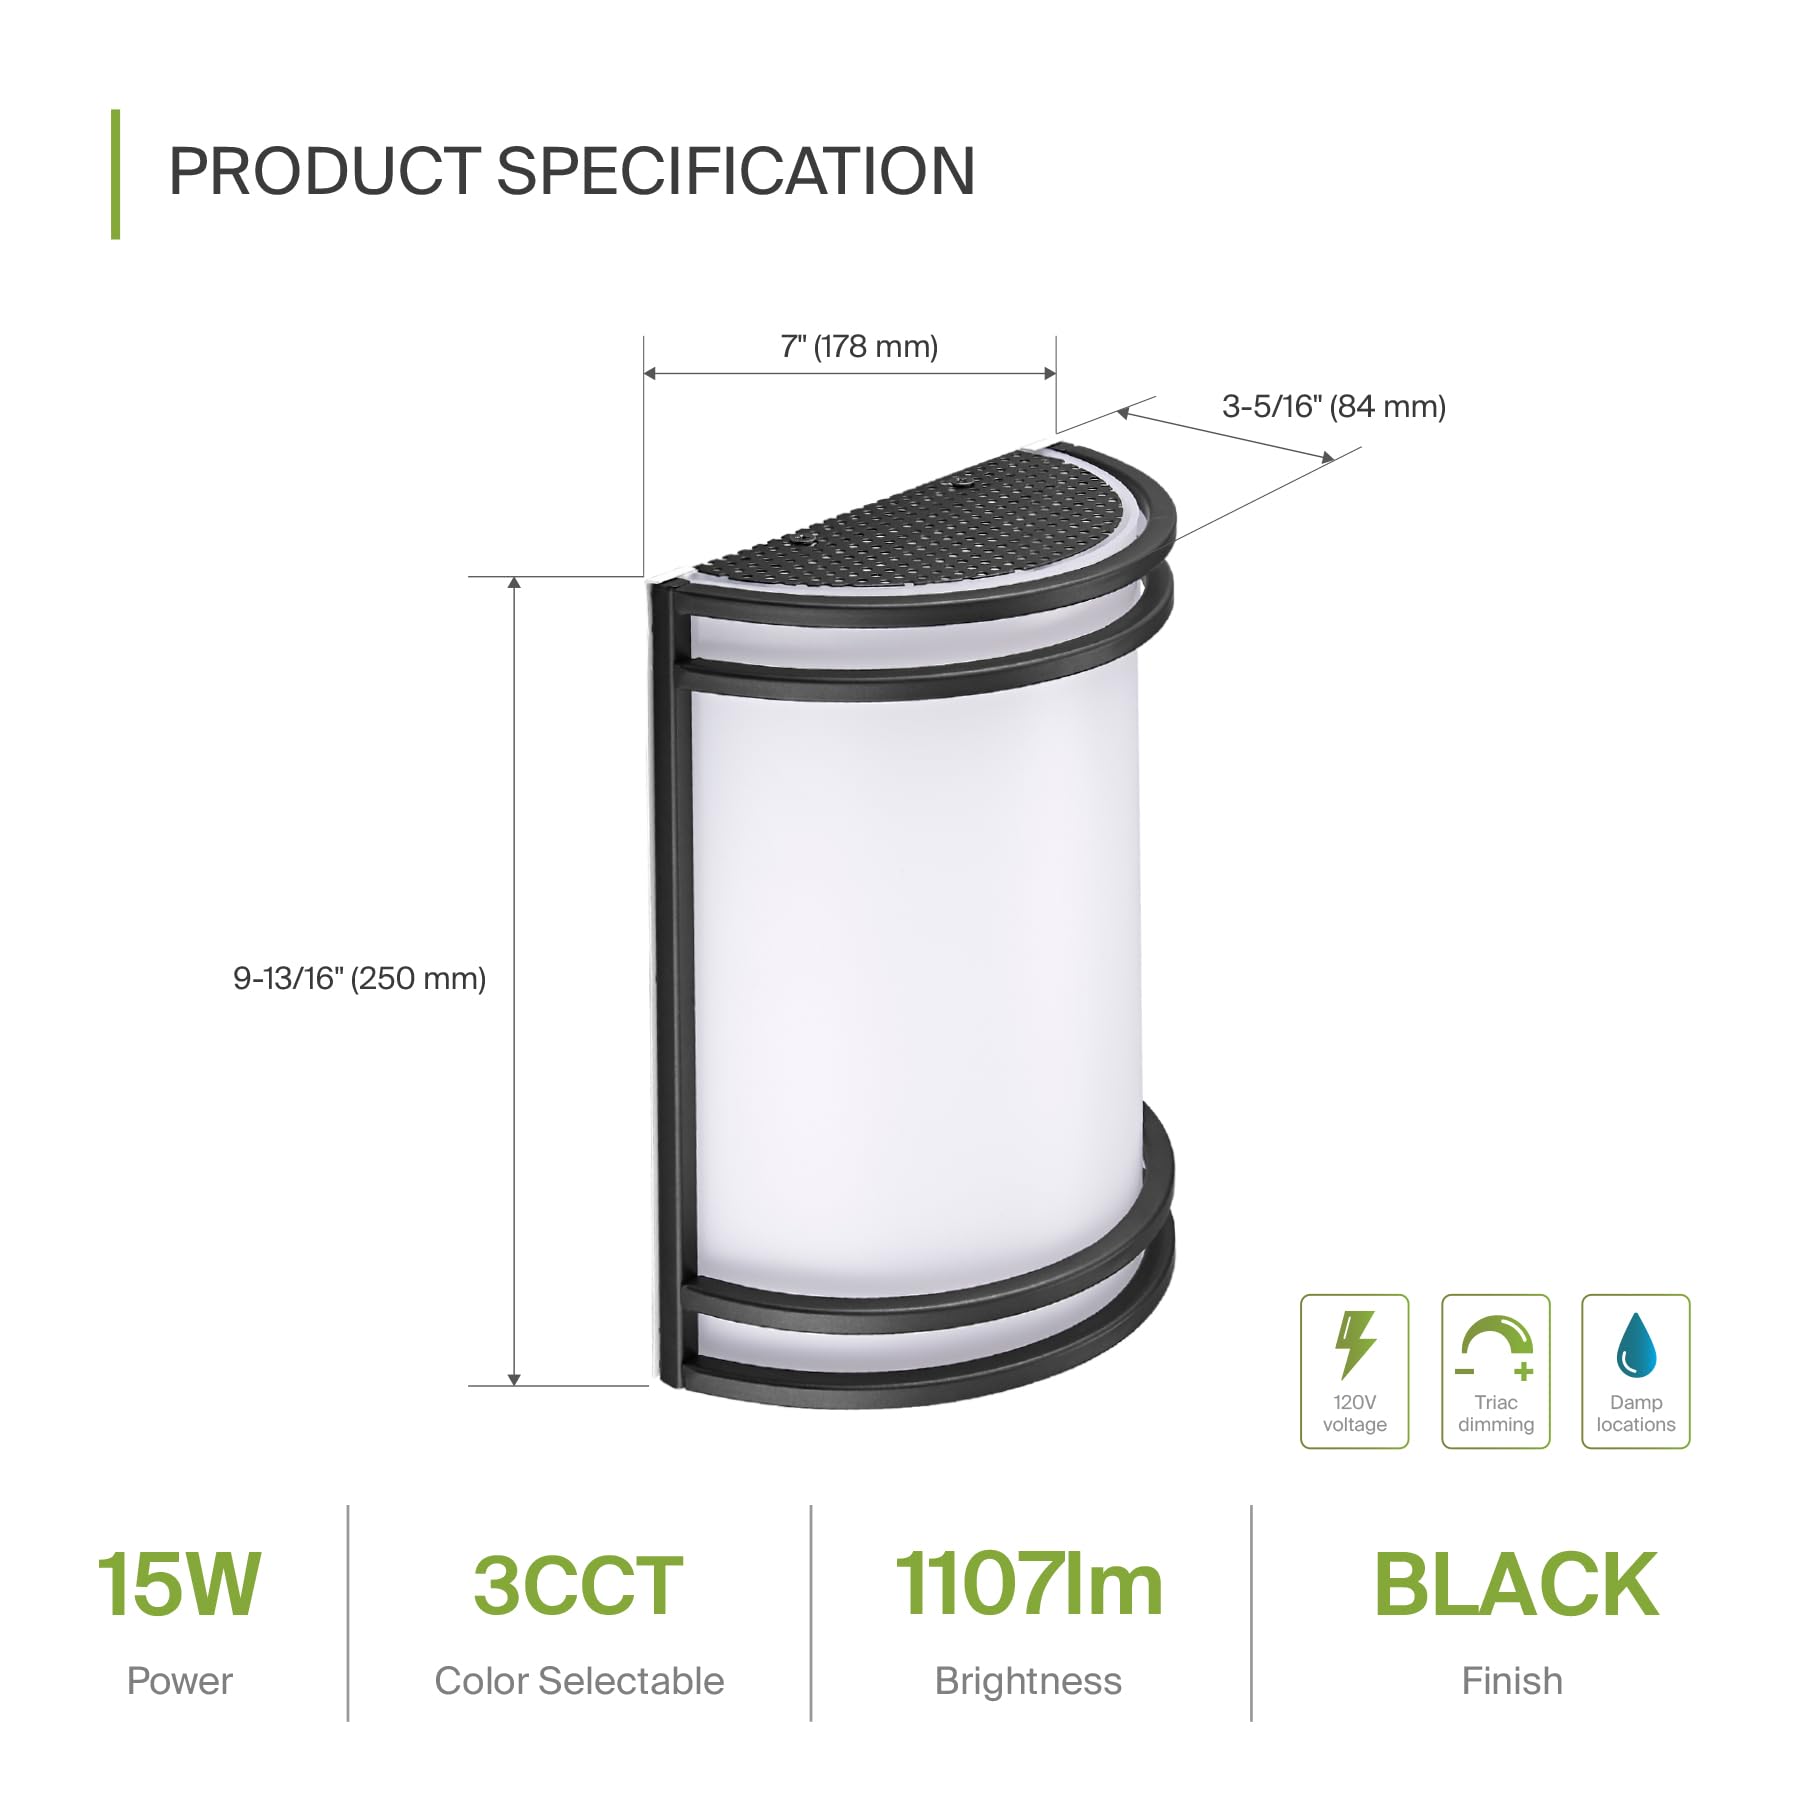 PRODUCT SPECIFICATION
7" (178 mm)
3-5/16" (84 mm)
9-13/16" (250 mm)
120V
voltage
Triac
dimming
Damp
locations
15W
Power
3CCT
Color Selectable
1107lm
Brightness
BLACK
Finish